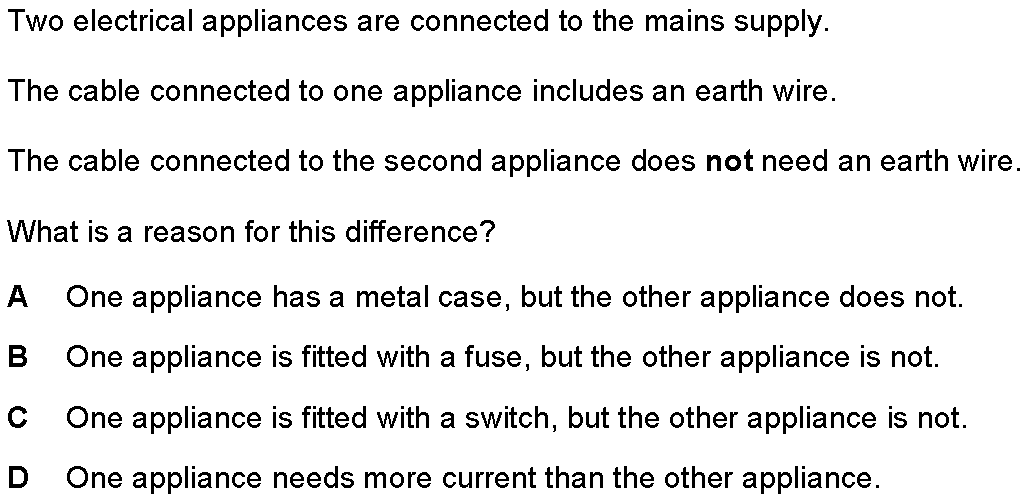 Two electrical appliances are connected to the mains supply.
The cable connected to one appliance includes an earth wire.
The cable connected to the second appliance does not need an earth wire.
What is a reason for this difference?
A One appliance has a metal case, but the other appliance does not.
B One appliance is fitted with a fuse, but the other appliance is not.
C One appliance is fitted with a switch, but the other appliance is not.
D One appliance needs more current than the other appliance.